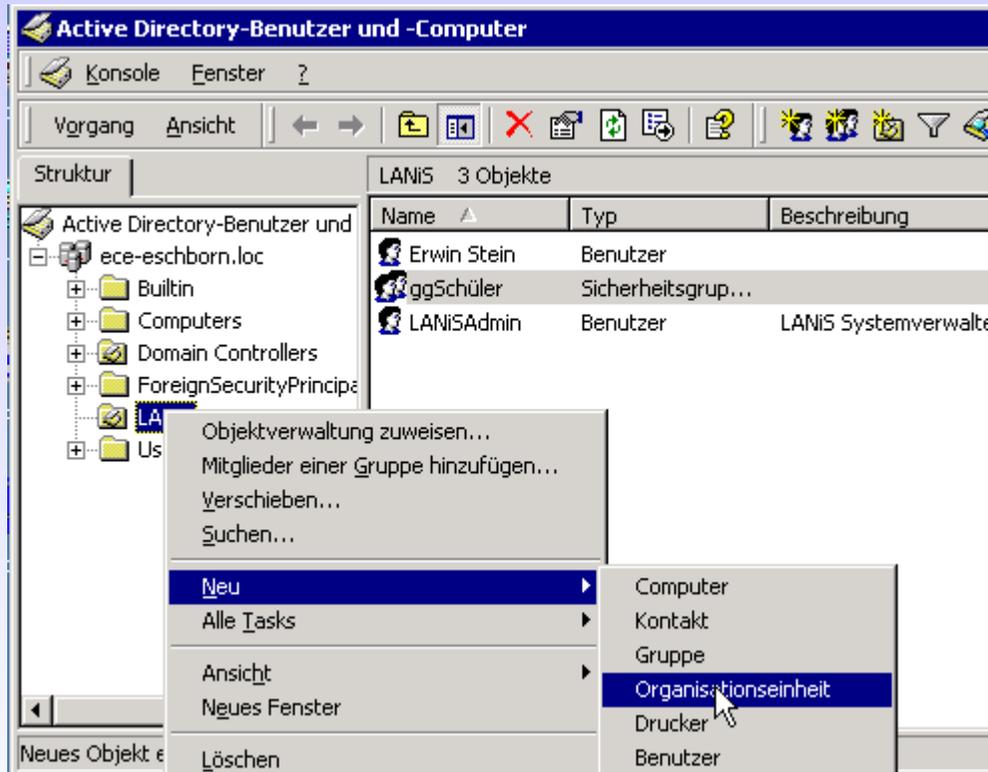 Active Directory-Benutzer und -Computer
Konsole Fenster ?
Vorgang Ansicht
Struktur
LANiS 3 Objekte
Active Directory-Benutzer und
ece-eschborn.loc
Builtin
Computers
Domain Controllers
ForeignSecurityPrincipa
LA
Us
Name Typ Beschreibung
Erwin Stein Benutzer
ggSchüler Sicherheitsgrup...
LANiSAdmin Benutzer LANiS Systemverwalte
Objektverwaltung zuweisen...
Mitglieder einer Gruppe hinzufügen...
Verschieben...
Suchen...
Neu
Alle Tasks
Ansicht
Neues Fenster
Löschen
Computer
Kontakt
Gruppe
Organisationseinheit
Drucker
Benutzer
Neues Objekt e